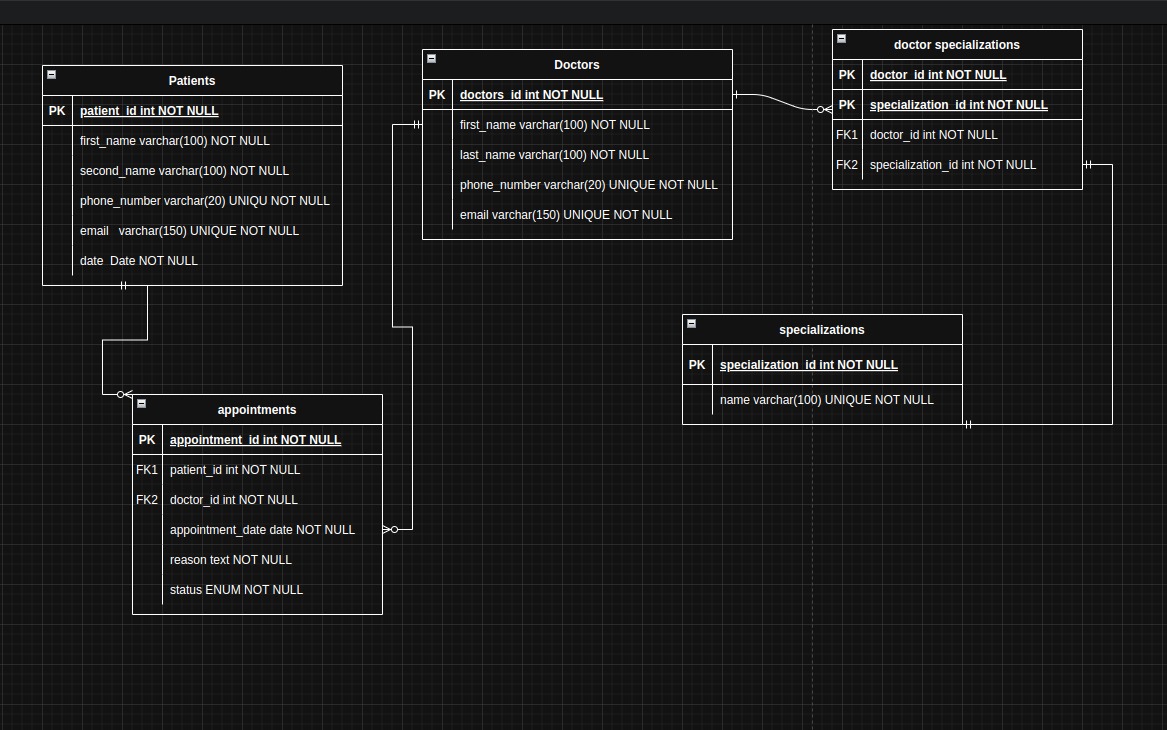 Patients
PK patient_id int NOT NULL
first_name varchar(100) NOT NULL
second_name varchar(100) NOT NULL
phone_number varchar(20) UNIQU NOT NULL
email varchar(150) UNIQUE NOT NULL
date Date NOT NULL
Doctors
PK doctors_id int NOT NULL
first_name varchar(100) NOT NULL
last_name varchar(100) NOT NULL
phone_number varchar(20) UNIQUE NOT NULL
email varchar(150) UNIQUE NOT NULL
doctor specializations
PK doctor_id int NOT NULL
PK specialization_id int NOT NULL
FK1 doctor_id int NOT NULL
FK2 specialization_id int NOT NULL
specializations
PK specialization_id int NOT NULL
name varchar(100) UNIQUE NOT NULL
appointments
PK appointment_id int NOT NULL
FK1 patient_id int NOT NULL
FK2 doctor_id int NOT NULL
appointment_date date NOT NULL
reason text NOT NULL
status ENUM NOT NULL